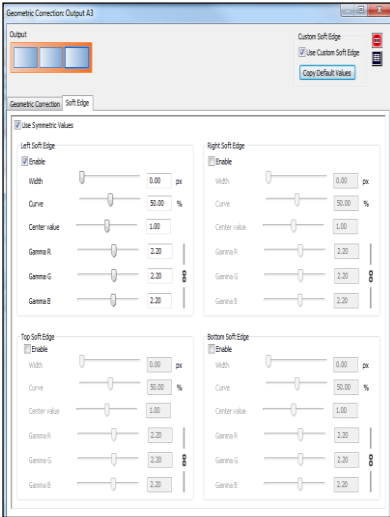 Geometric Correction: Output A3
Output
Custom Soft Edge
Use Custom Soft Edge
Copy Default Values
Geometric Correction Soft Edge
Use Symmetric Values
Left Soft Edge
Enable
Width 0.00 px
Curve 50.00 %
Center value 1.00
Gamma R 2.20
Gamma G 2.20
Gamma B 2.20
Right Soft Edge
Enable
Width 0.00 px
Curve 50.00 %
Center value 1.00
Gamma R 2.20
Gamma G 2.20
Gamma B 2.20
Top Soft Edge
Enable
Width 0.00 px
Curve 50.00 %
Center value 1.00
Gamma R 2.20
Gamma G 2.20
Gamma B 2.20
Bottom Soft Edge
Enable
Width 0.00 px
Curve 50.00 %
Center value 1.00
Gamma R 2.20
Gamma G 2.20
Gamma B 2.20